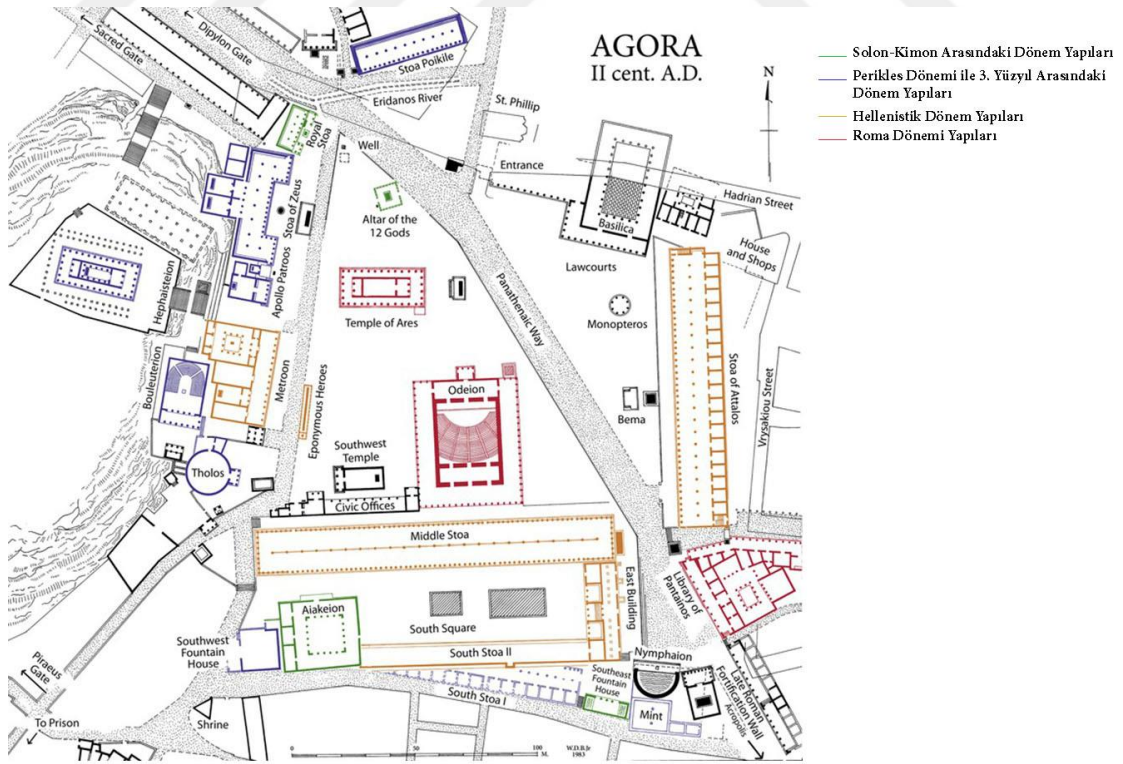 AGORA
II cent. A.D.
N
Solon-Kimon Arasındaki Dönem Yapıları
Perikles Dönemi ile 3. Yüzyıl Arasındaki
Dönem Yapıları
Hellenistik Dönem Yapıları
Roma Dönemi Yapıları
Sacred Gate
Dipylon Gate
Stoa Poikile
Eridanos River
St. Phillip
Royal
Stoa
Well
Entrance
Hadrian Street
Altar of the
12 Gods
Stoa of Zeus
Basilica
House
and Shops
Lawcourts
Hephaisteion
Apollo Patroos
Temple of Ares
Panathenaic Way
Monopteros
Bouleuterion
Metroon
Eponymous Heroes
Odeion
Bema
Stoa of Attalos
Vrysakiou Street
Tholos
Southwest
Temple
Civic Offices
Middle Stoa
Library of
Pantainos
East Building
Aiakeion
South Square
Southwest
Fountain
House
South Stoa II
Nymphaion
Southeast
Fountain
House
South Stoa I
Mint
Late Roman
Fortification Wall
Acropolis
Piraeus
Gate
To Prison
Shrine
0 50 100 M.
W.D.B.Jr
1983